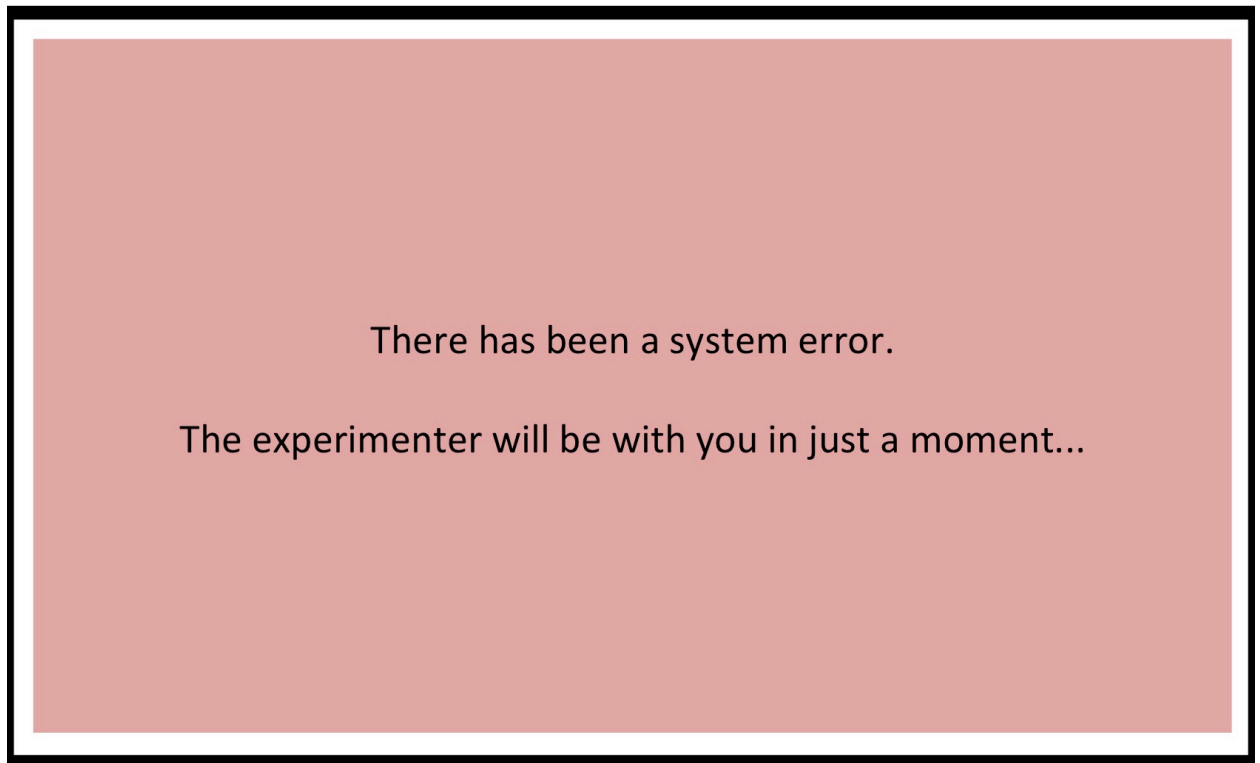 There has been a system error.
The experimenter will be with you in just a moment...